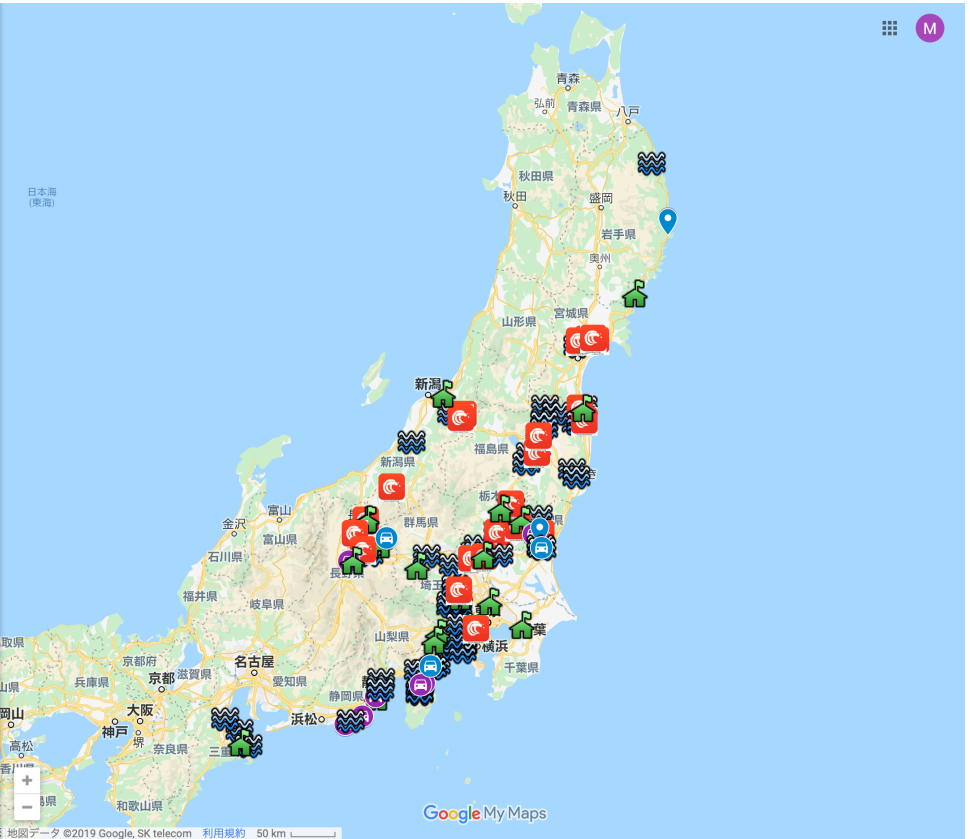 M
青森
弘前
青森県
八戸
日本海
(東海)
秋田県
秋田
盛岡
岩手県
奥州
宮城県
山形県
新潟
福島県
新潟県
き
栃木
県
富山
金沢
富山県
群馬県
石川県
長野県
埼玉
福井県
岐阜県
山梨県
葉
横浜
千葉県
取県
京都府
名古屋
兵庫県
京都
滋賀県
愛知県
静岡県
山県
岡山
大阪
浜松
神戸
堺
高松
奈良県
三重
香川県
島県
和歌山県
+
−
Google My Maps
地図データ ©2019 Google, SK telecom 利用規約 50 km